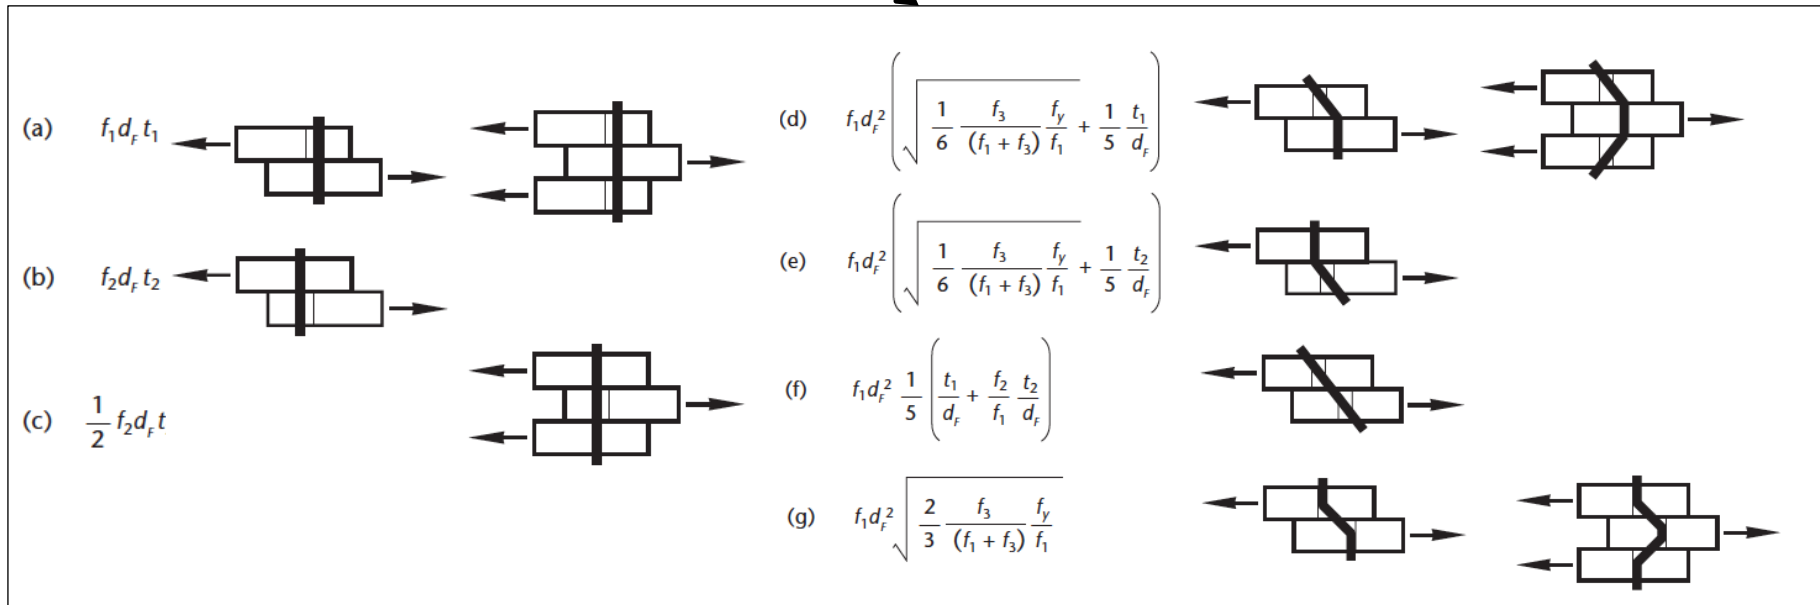 (a) f₁d_F t₁
(b) f₂d_F t₂
(c) 1/2 f₂d_F t
(d) f₁d_F² ( √( 1/6 f₃/(f₁ + f₃) f_y/f₁ ) + 1/5 t₁/d_F )
(e) f₁d_F² ( √( 1/6 f₃/(f₁ + f₃) f_y/f₁ ) + 1/5 t₂/d_F )
(f) f₁d_F² 1/5 ( t₁/d_F + f₂/f₁ t₂/d_F )
(g) f₁d_F² √( 2/3 f₃/(f₁ + f₃) f_y/f₁ )